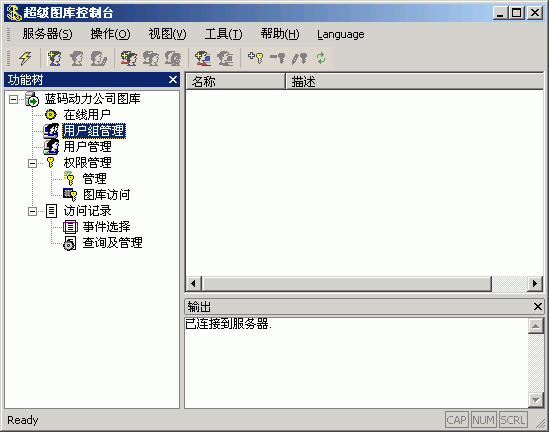 超级图库控制台
服务器(S) 操作(O) 视图(V) 工具(T) 帮助(H) Language
功能树
蓝码动力公司图库
在线用户
用户组管理
用户管理
权限管理
管理
图库访问
访问记录
事件选择
查询及管理
名称 描述
输出
已连接到服务器.
Ready CAP NUM SCRL